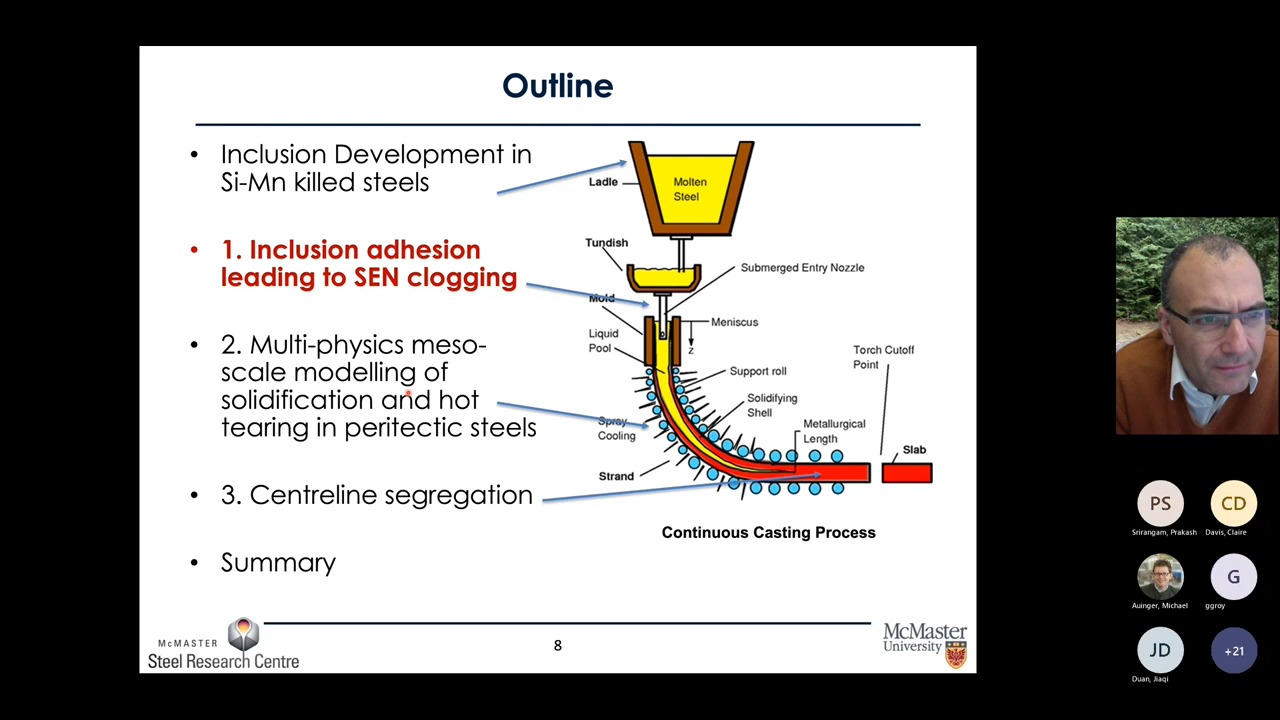 Outline
• Inclusion Development in
Si-Mn killed steels
• 1. Inclusion adhesion
leading to SEN clogging
• 2. Multi-physics meso-
scale modelling of
solidification and hot
tearing in peritectic steels
• 3. Centreline segregation
• Summary
Ladle
Molten
Steel
Tundish
Submerged Entry Nozzle
Mold
Meniscus
z
Liquid
Pool
Support roll
Torch Cutoff
Point
Solidifying
Shell
Spray
Cooling
Metallurgical
Length
Slab
Strand
Continuous Casting Process
McMASTER
Steel Research Centre
8
McMaster
University
PS
Srirangam, Prakash
CD
Davis, Claire
Auinger, Michael
G
ggroy
JD
Duan, Jiaqi
+21